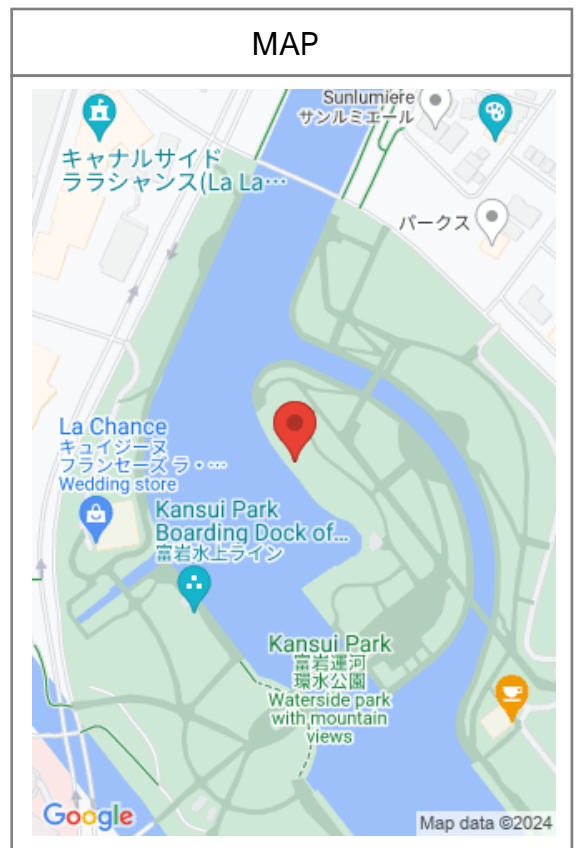 MAP
Sunlumiere
サンルミエール
キャナルサイド
ララシャンス(La La…
パークス
La Chance
キュイジーヌ
フランセーズ ラ・…
Wedding store
Kansui Park
Boarding Dock of...
富岩水上ライン
Kansui Park
富岩運河
環水公園
Waterside park
with mountain
views
Google
Map data ©2024